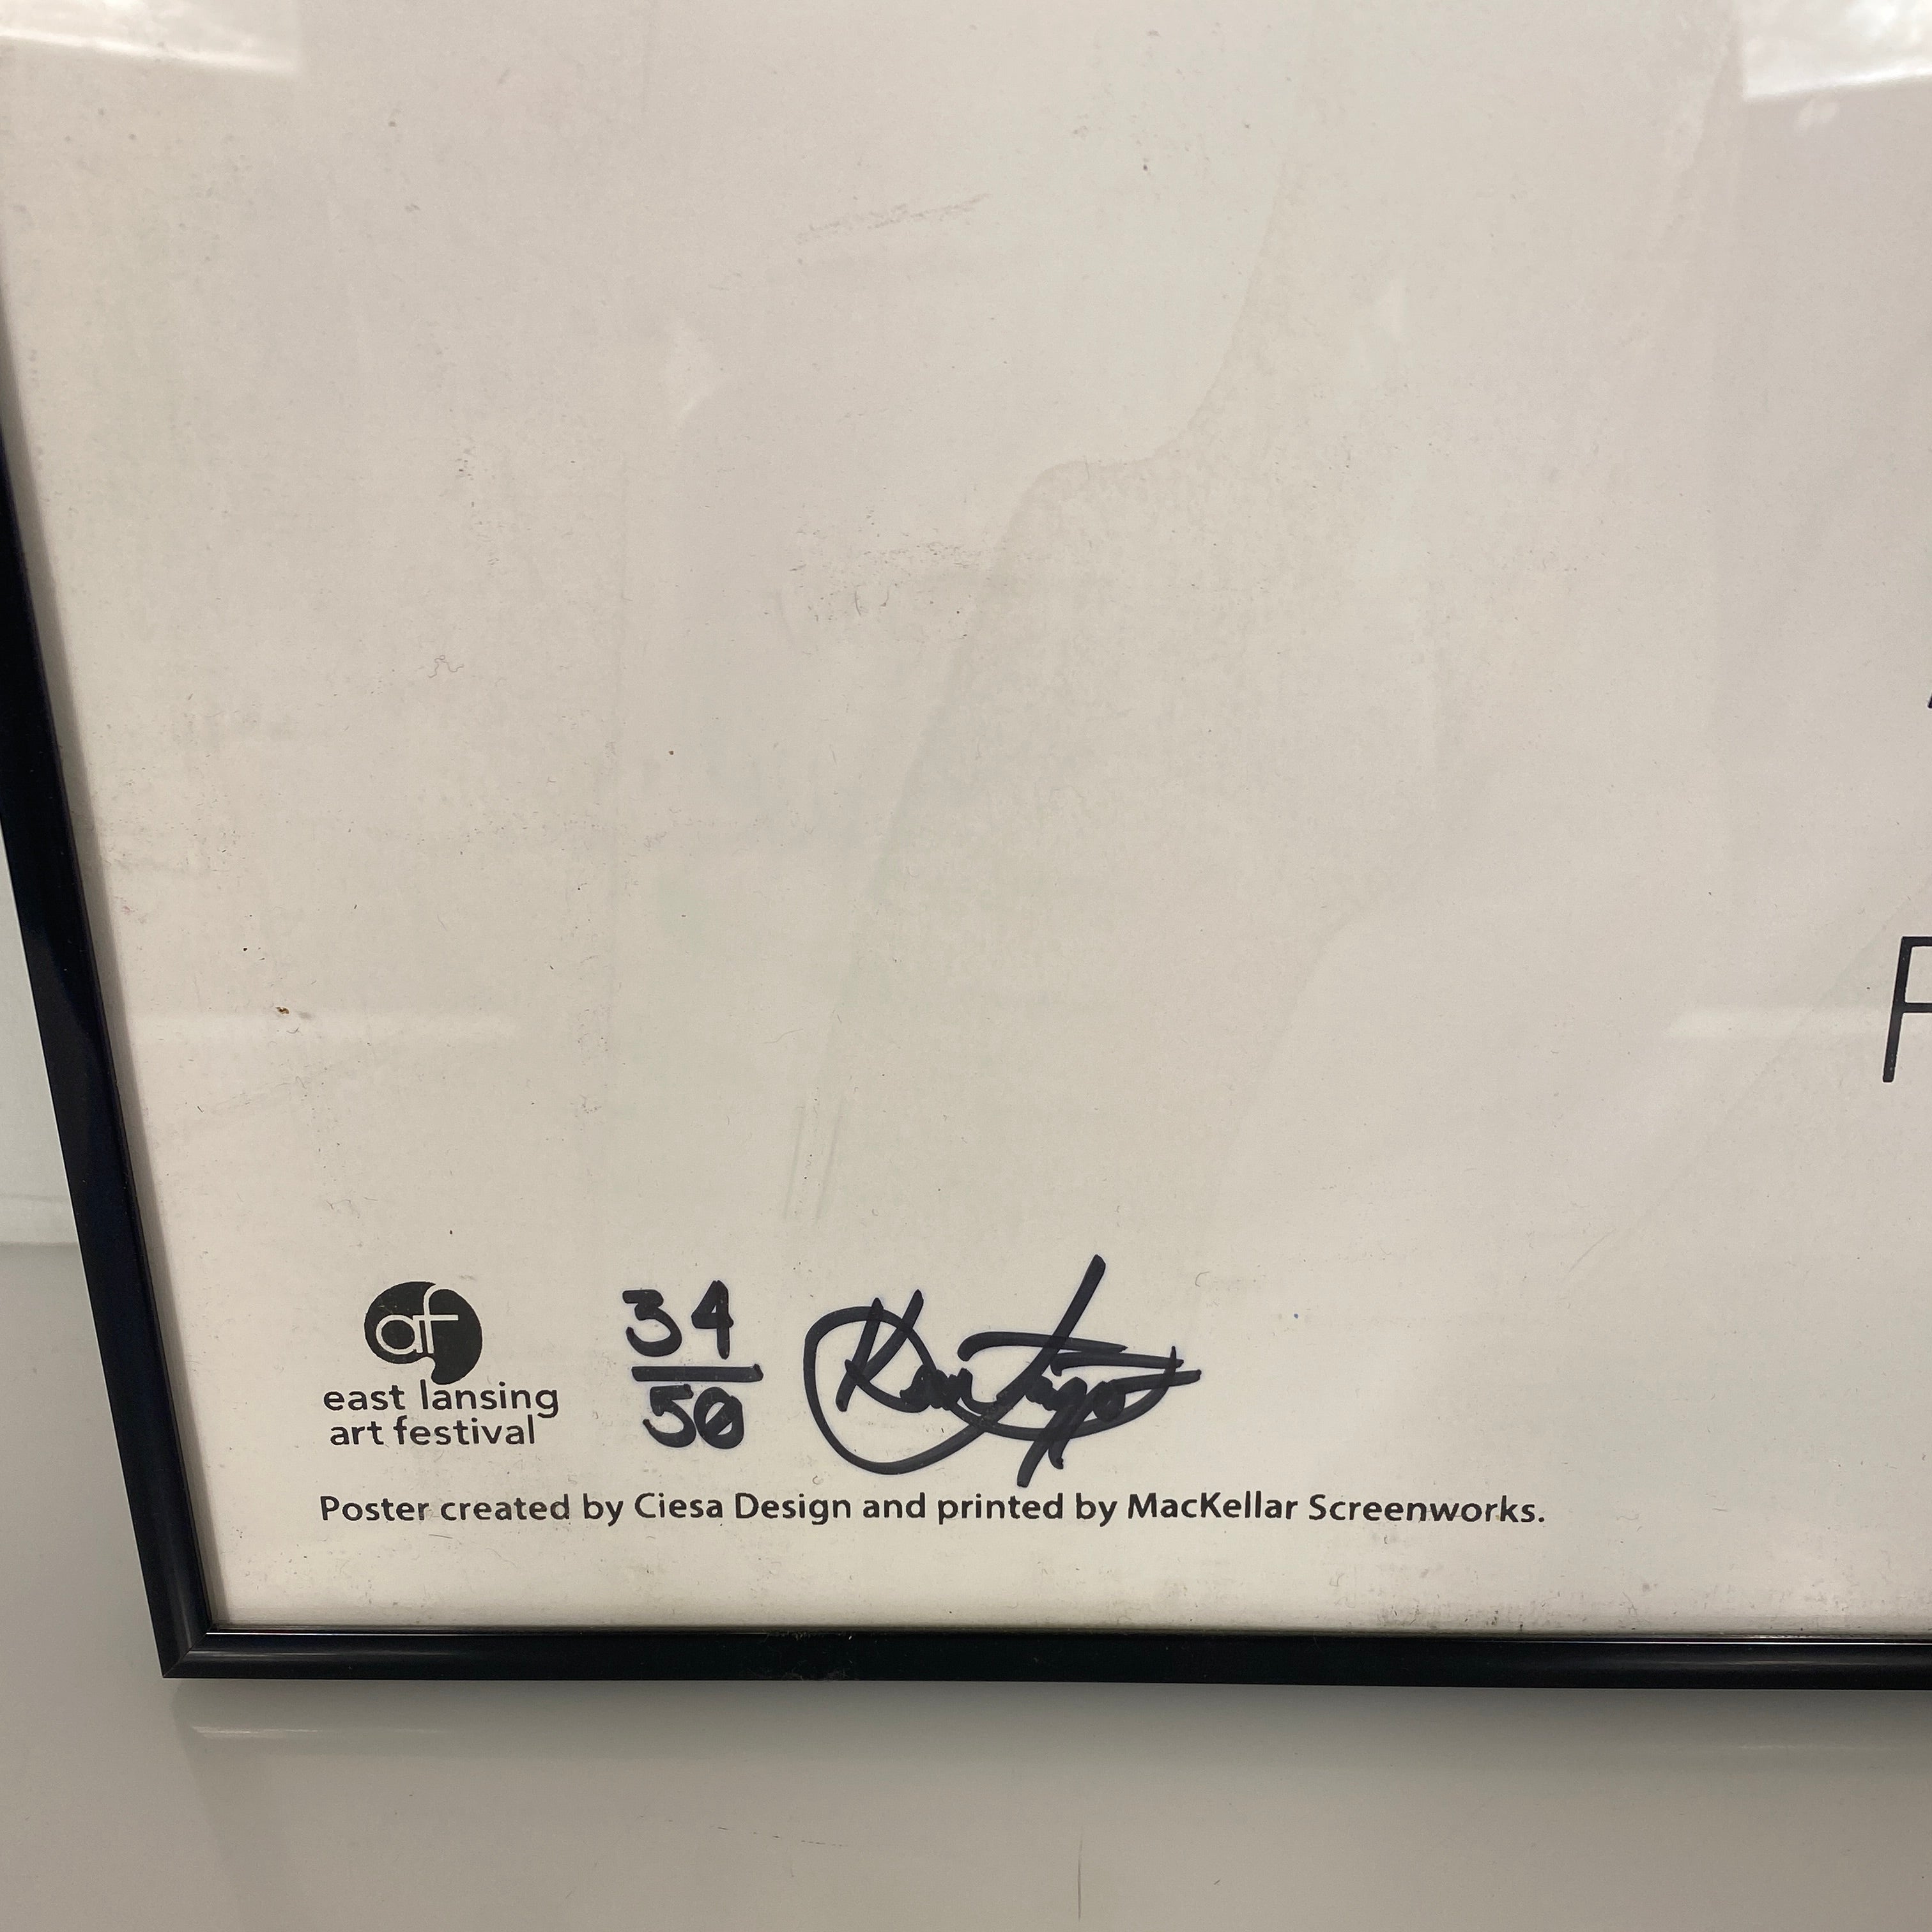 F
af
east lansing
art festival
34
50
Poster created by Ciesa Design and printed by MacKellar Screenworks.